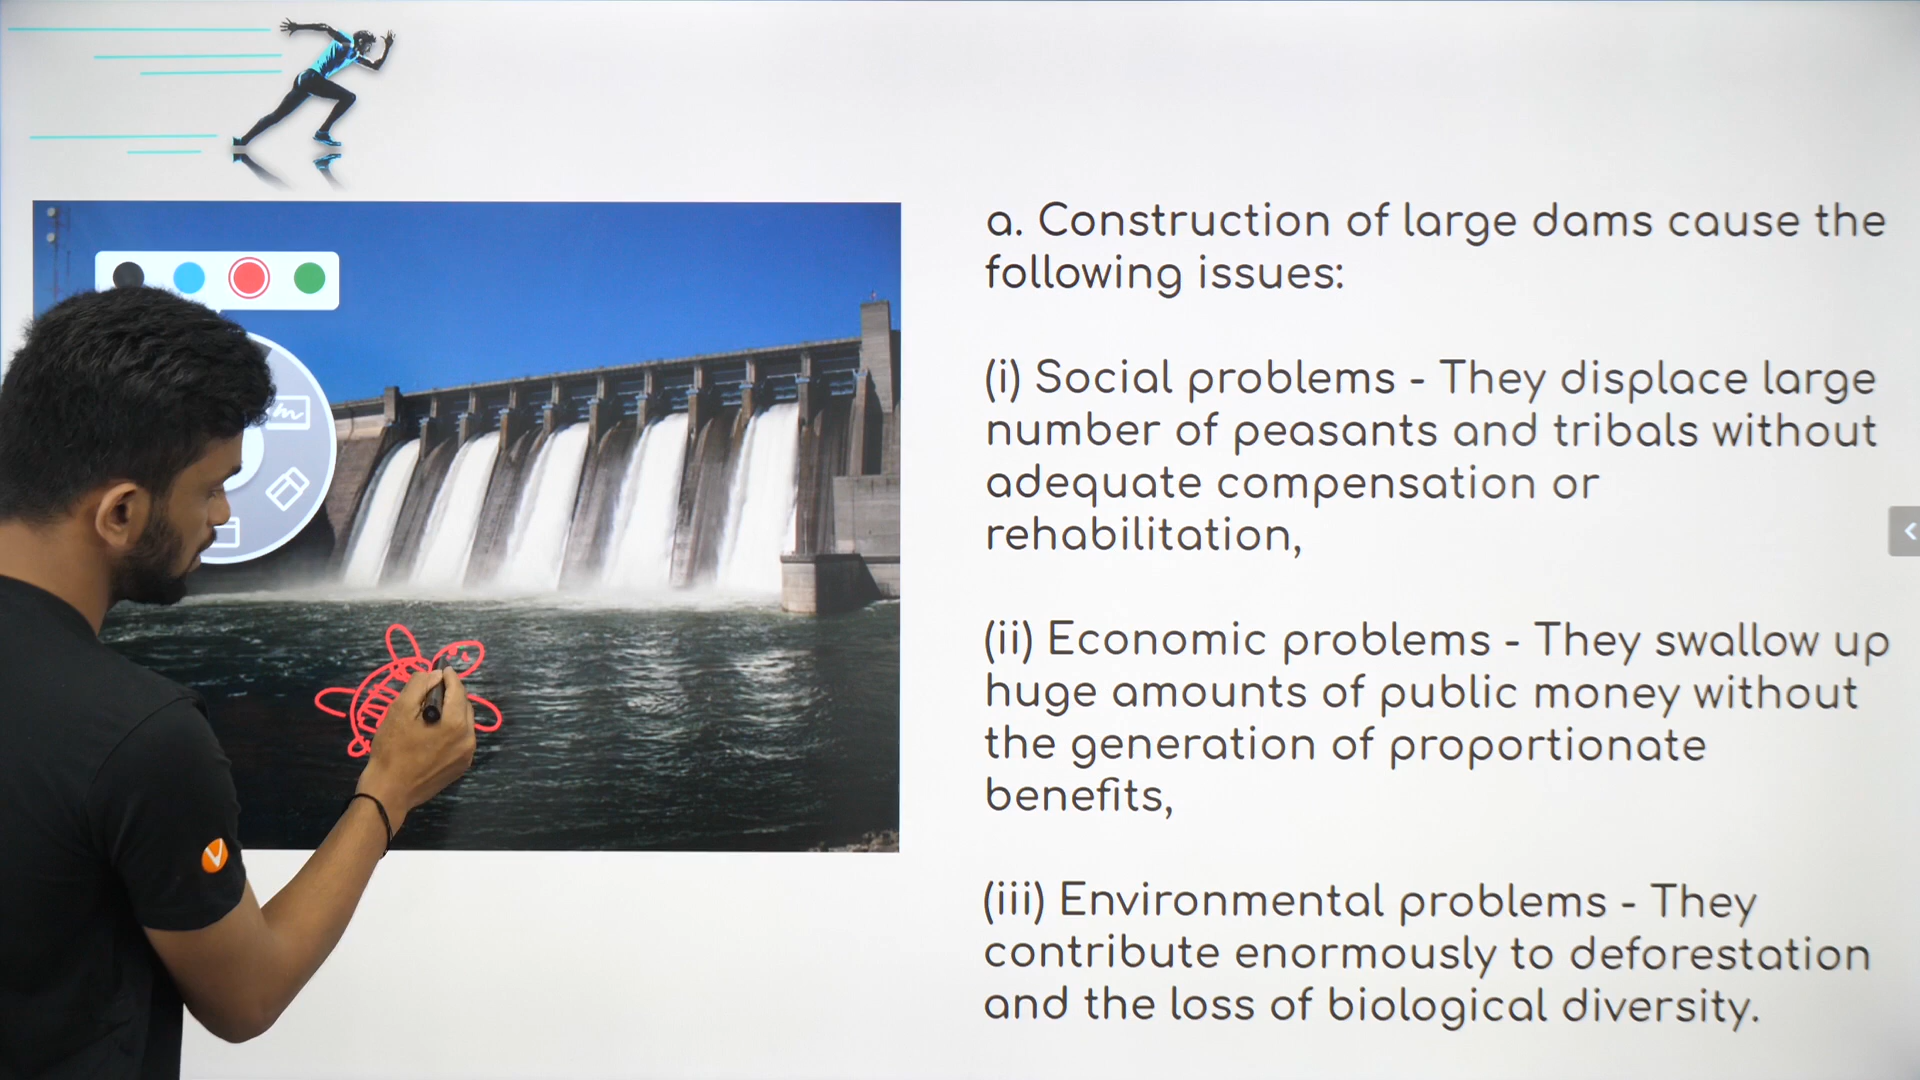 a. Construction of large dams cause the
following issues:
(i) Social problems - They displace large
number of peasants and tribals without
adequate compensation or
rehabilitation,
(ii) Economic problems - They swallow up
huge amounts of public money without
the generation of proportionate
benefits,
(iii) Environmental problems - They
contribute enormously to deforestation
and the loss of biological diversity.